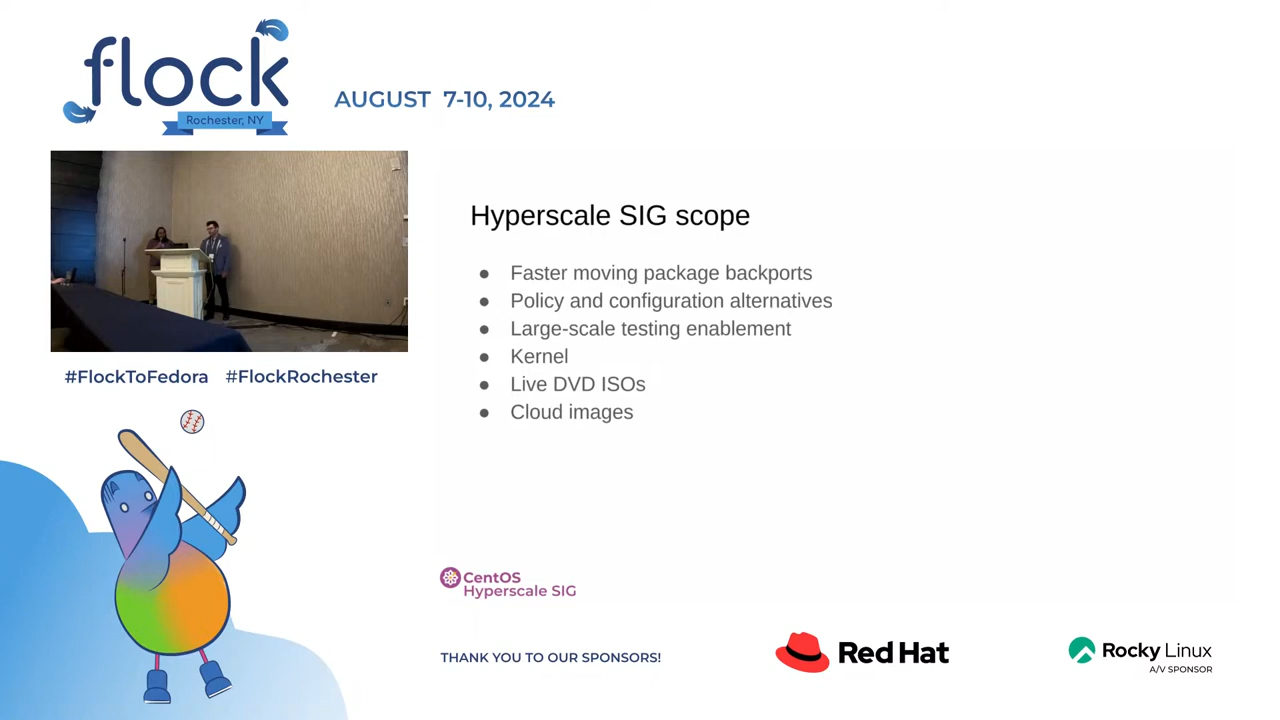 flock
Rochester, NY
AUGUST 7-10, 2024
Hyperscale SIG scope
● Faster moving package backports
● Policy and configuration alternatives
● Large-scale testing enablement
● Kernel
● Live DVD ISOs
● Cloud images
#FlockToFedora #FlockRochester
CentOS
Hyperscale SIG
THANK YOU TO OUR SPONSORS!
Red Hat
Rocky Linux
A/V SPONSOR